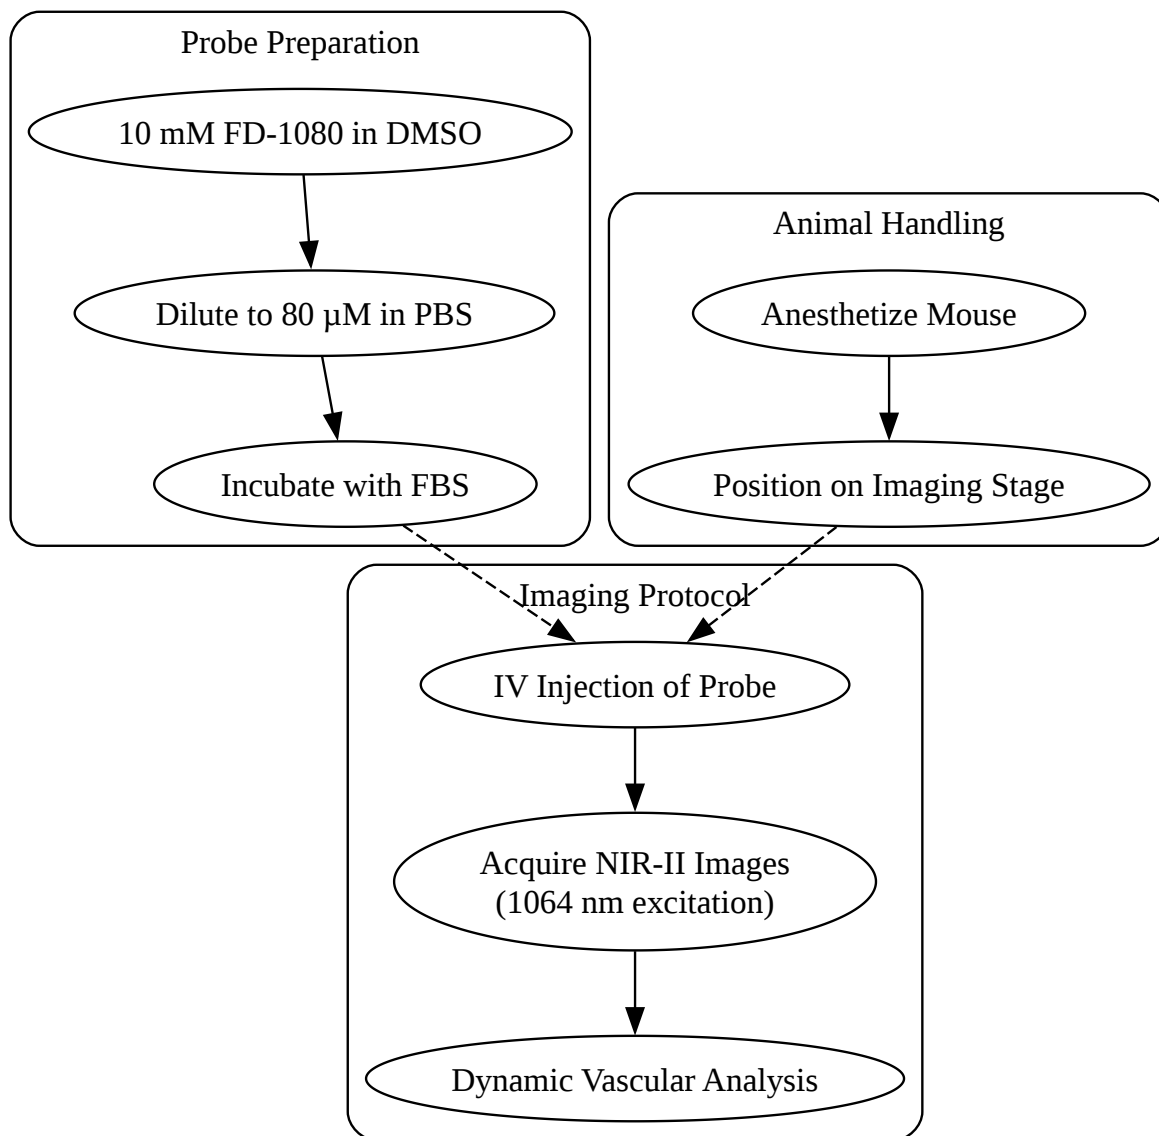 Probe Preparation
10 mM FD-1080 in DMSO
Dilute to 80 µM in PBS
Incubate with FBS
Animal Handling
Anesthetize Mouse
Position on Imaging Stage
Imaging Protocol
IV Injection of Probe
Acquire NIR-II Images
(1064 nm excitation)
Dynamic Vascular Analysis